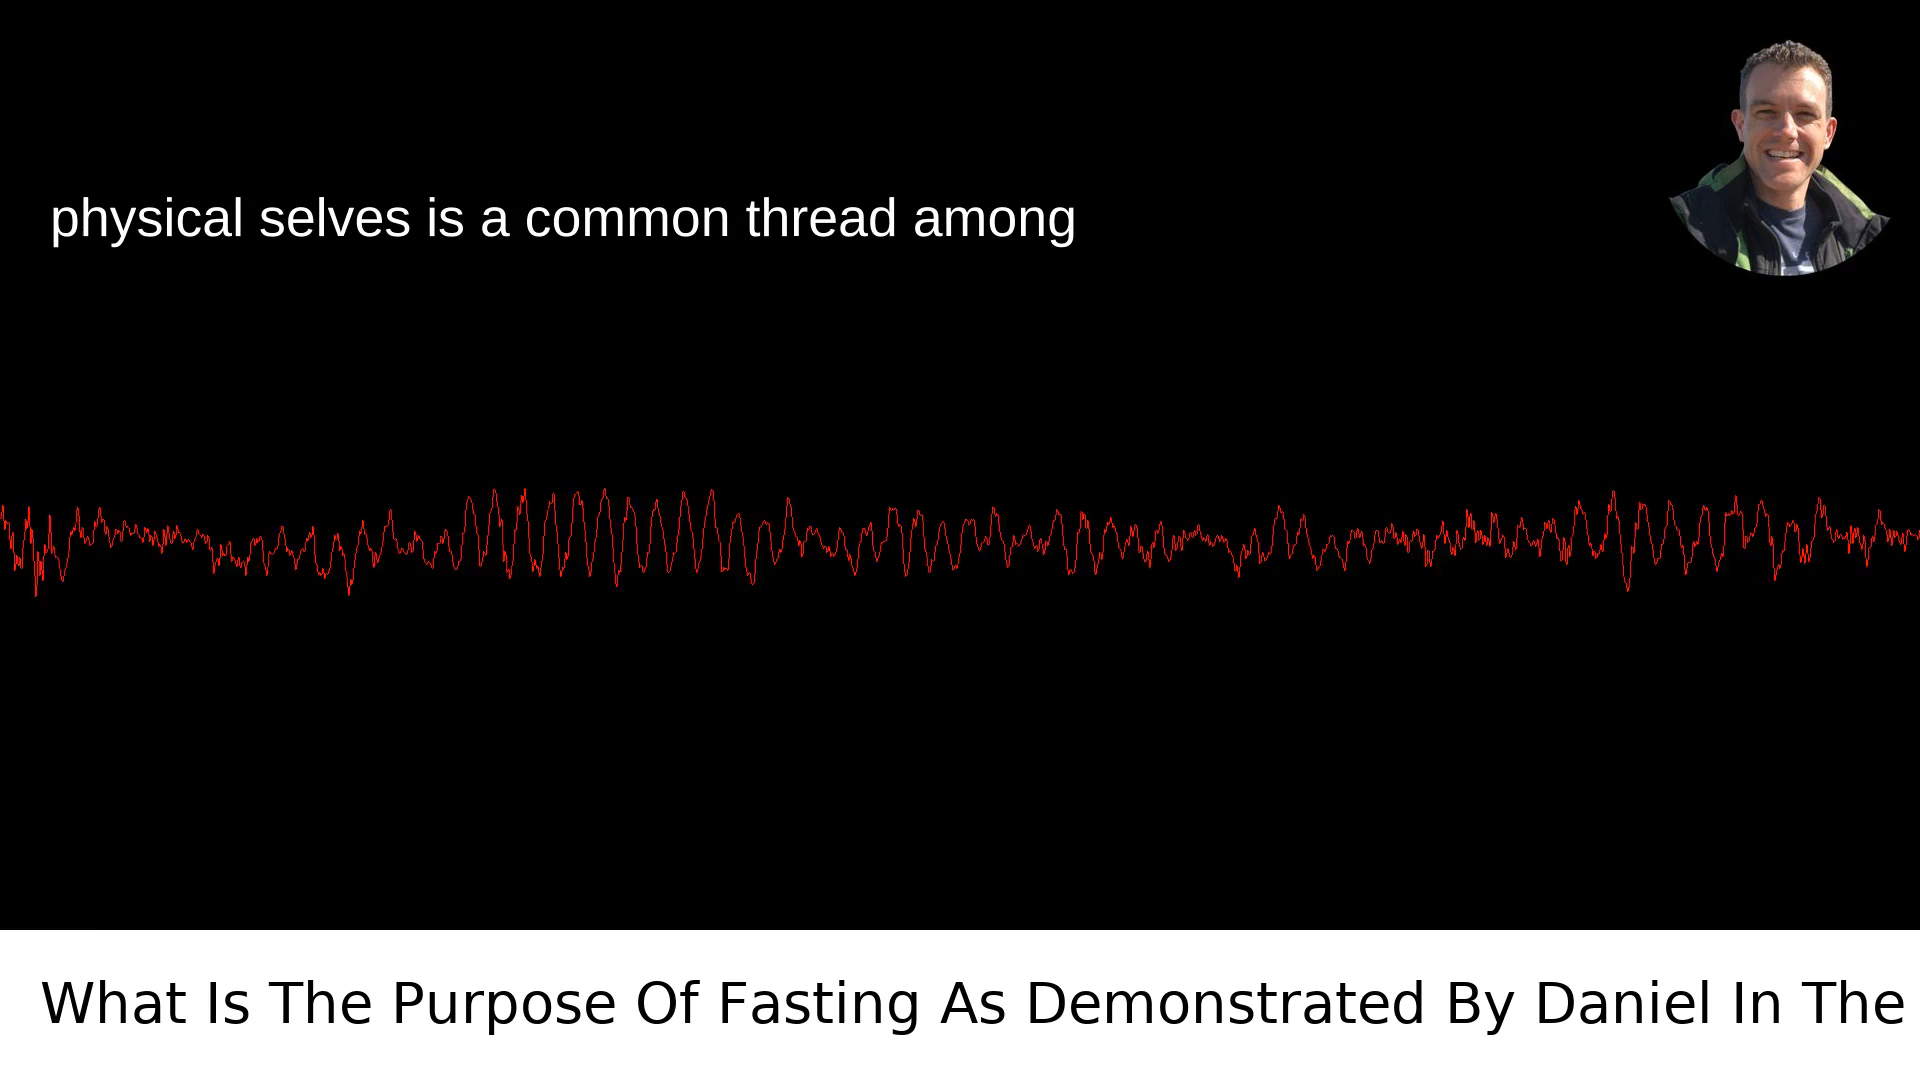 physical selves is a common thread among
What Is The Purpose Of Fasting As Demonstrated By Daniel In The